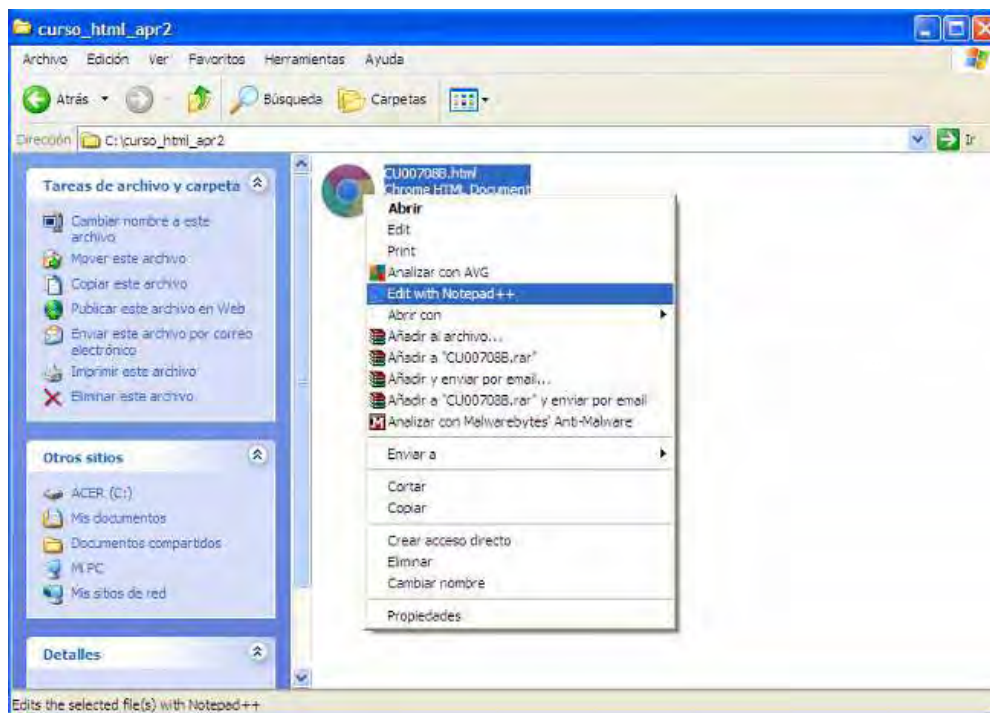 curso_html_apr2
Archivo Edición Ver Favoritos Herramientas Ayuda
Atrás Búsqueda Carpetas
Dirección C:\curso_html_apr2 Ir
Tareas de archivo y carpeta
Cambiar nombre a este
archivo
Mover este archivo
Copiar este archivo
Publicar este archivo en Web
Enviar este archivo por correo
electrónico
Imprimir este archivo
Eliminar este archivo
Otros sitios
ACER (C:)
Mis documentos
Documentos compartidos
Mi PC
Mis sitios de red
Detalles
CU00708B.html
Chrome HTML Document
Abrir
Edit
Print
Analizar con AVG
Edit with Notepad++
Abrir con
Añadir al archivo...
Añadir a "CU00708B.rar"
Añadir y enviar por email...
Añadir a "CU00708B.rar" y enviar por email
Analizar con Malwarebytes' Anti-Malware
Enviar a
Cortar
Copiar
Crear acceso directo
Eliminar
Cambiar nombre
Propiedades
Edits the selected file(s) with Notepad++